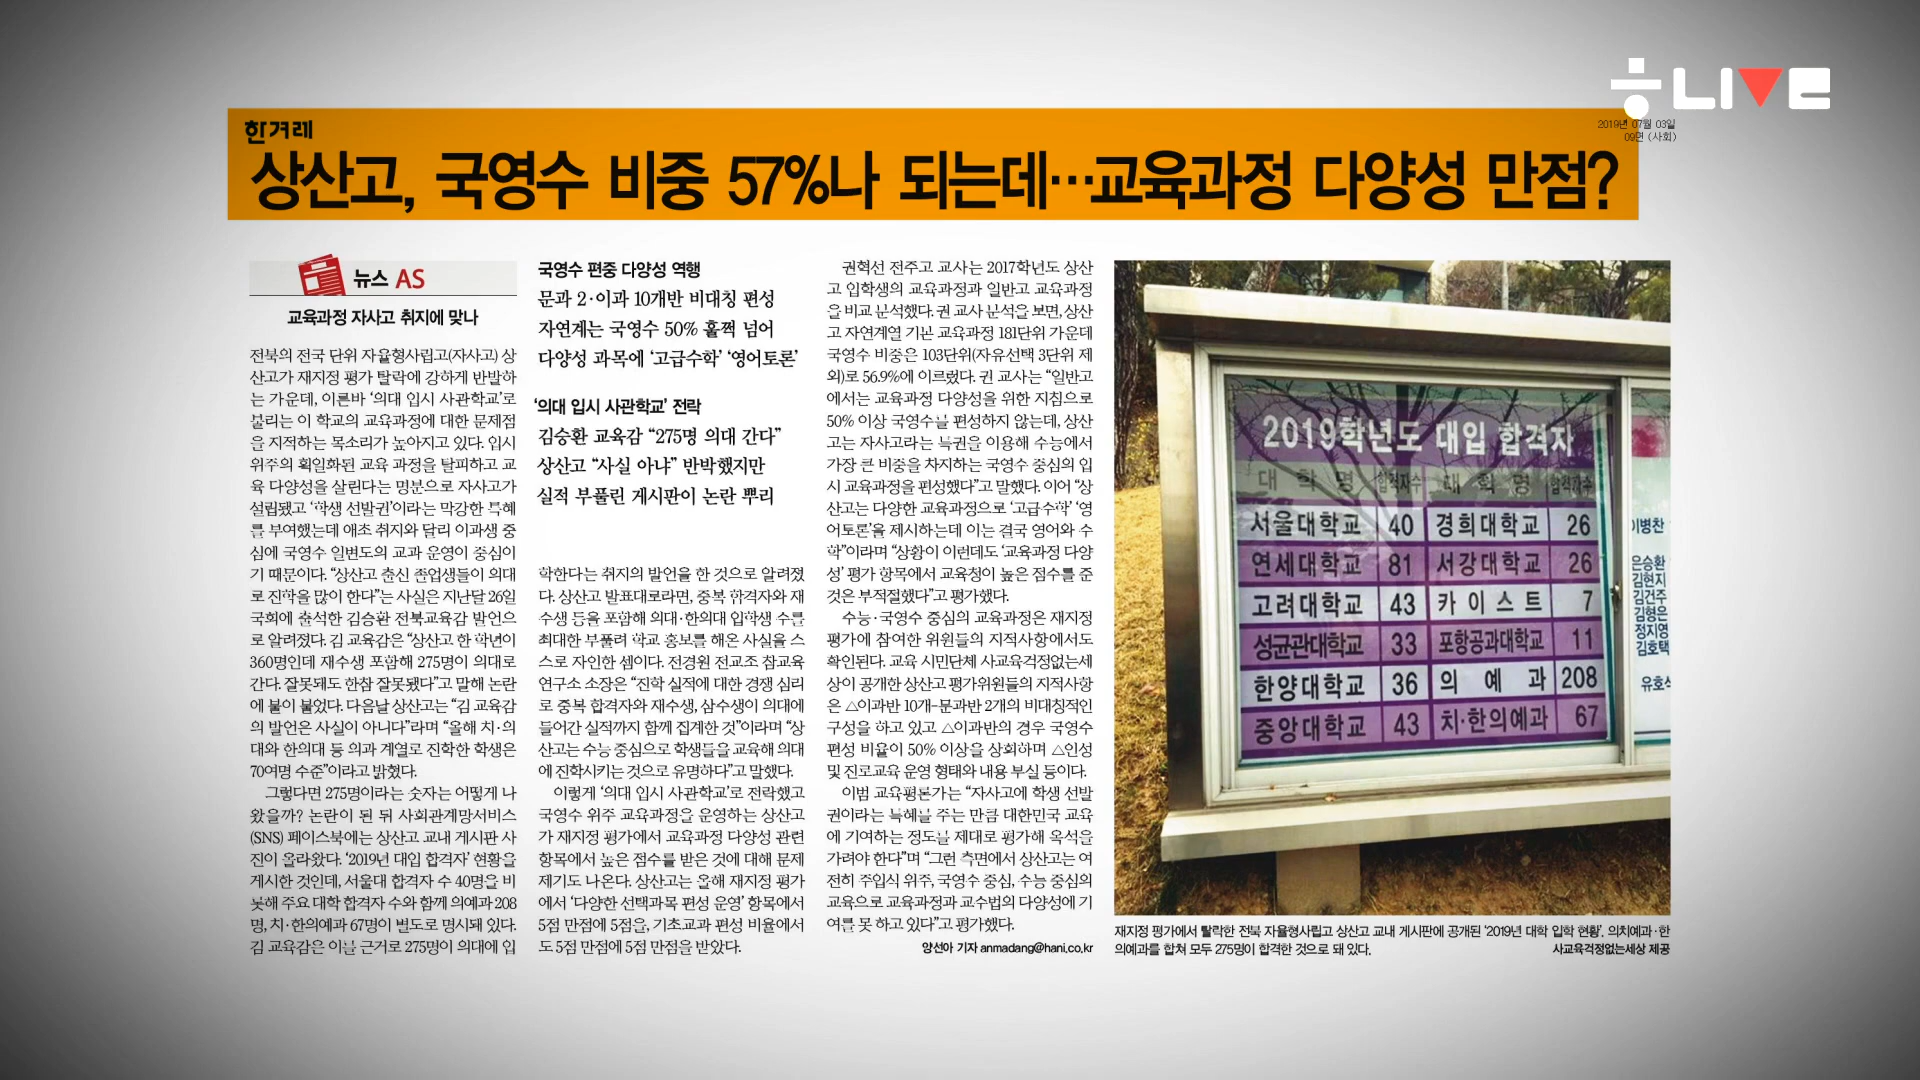 LIVE
한겨레
2019년 07월 03일
09면 (사회)
상산고, 국영수 비중 57%나 되는데…교육과정 다양성 만점?
뉴스 AS
교육과정 자사고 취지에 맞나
전북의 전국 단위 자율형사립고(자사고) 상
산고가 재지정 평가 탈락에 강하게 반발하
는 가운데, 이른바 ‘의대 입시 사관학교’로
불리는 이 학교의 교육과정에 대한 문제점
을 지적하는 목소리가 높아지고 있다. 입시
위주의 획일화된 교육 과정을 탈피하고 교
육 다양성을 살린다는 명분으로 자사고가
설립됐고 ‘학생 선발권’이라는 막강한 특혜
를 부여했는데 애초 취지와 달리 이과생 중
심에 국영수 일변도의 교과 운영이 중심이
기 때문이다. “상산고 출신 졸업생들이 의대
로 진학을 많이 한다”는 사실은 지난달 26일
국회에 출석한 김승환 전북교육감 발언으
로 알려졌다. 김 교육감은 “상산고 한 학년이
360명인데 재수생 포함해 275명이 의대로
간다. 잘못돼도 한참 잘못됐다”고 말해 논란
에 불이 붙었다. 다음날 상산고는 “김 교육감
의 발언은 사실이 아니다”라며 “올해 치·의
대와 한의대 등 의과 계열로 진학한 학생은
70여명 수준”이라고 밝혔다.
그렇다면 275명이라는 숫자는 어떻게 나
왔을까? 논란이 된 뒤 사회관계망서비스
(SNS) 페이스북에는 상산고 교내 게시판 사
진이 올라왔다. ‘2019년 대입 합격자’ 현황을
게시한 것인데, 서울대 합격자 수 40명을 비
롯해 주요 대학 합격자 수와 함께 의예과 208
명, 치·한의예과 67명이 별도로 명시돼 있다.
김 교육감은 이를 근거로 275명이 의대에 입
국영수 편중 다양성 역행
문과 2·이과 10개반 비대칭 편성
자연계는 국영수 50% 훌쩍 넘어
다양성 과목에 ‘고급수학’ ‘영어토론’
‘의대 입시 사관학교’ 전락
김승환 교육감 “275명 의대 간다”
상산고 “사실 아냐” 반박했지만
실적 부풀린 게시판이 논란 뿌리
학한다는 취지의 발언을 한 것으로 알려졌
다. 상산고 발표대로라면, 중복 합격자와 재
수생 등을 포함해 의대·한의대 입학생 수를
최대한 부풀려 학교 홍보를 해온 사실을 스
스로 자인한 셈이다. 전경원 전교조 참교육
연구소 소장은 “진학 실적에 대한 경쟁 심리
로 중복 합격자와 재수생, 삼수생이 의대에
들어간 실적까지 함께 집계한 것”이라며 “상
산고는 수능 중심으로 학생들을 교육해 의대
에 진학시키는 것으로 유명하다”고 말했다.
이렇게 ‘의대 입시 사관학교’로 전락했고
국영수 위주 교육과정을 운영하는 상산고
가 재지정 평가에서 교육과정 다양성 관련
항목에서 높은 점수를 받은 것에 대해 문제
제기도 나온다. 상산고는 올해 재지정 평가
에서 ‘다양한 선택과목 편성 운영’ 항목에서
5점 만점에 5점을, 기초교과 편성 비율에서
도 5점 만점에 5점 만점을 받았다.
권혁선 전주고 교사는 2017학년도 상산
고 입학생의 교육과정과 일반고 교육과정
을 비교 분석했다. 권 교사 분석을 보면, 상산
고 자연계열 기본 교육과정 181단위 가운데
국영수 비중은 103단위(자유선택 3단위 제
외)로 56.9%에 이르렀다. 권 교사는 “일반고
에서는 교육과정 다양성을 위한 지침으로
50% 이상 국영수를 편성하지 않는데, 상산
고는 자사고라는 특권을 이용해 수능에서
가장 큰 비중을 차지하는 국영수 중심의 입
시 교육과정을 편성했다”고 말했다. 이어 “상
산고는 다양한 교육과정으로 ‘고급수학’ ‘영
어토론’을 제시하는데 이는 결국 영어와 수
학”이라며 “상황이 이런데도 ‘교육과정 다양
성’ 평가 항목에서 교육청이 높은 점수를 준
것은 부적절했다”고 평가했다.
수능·국영수 중심의 교육과정은 재지정
평가에 참여한 위원들의 지적사항에서도
확인된다. 교육 시민단체 사교육걱정없는세
상이 공개한 상산고 평가위원들의 지적사항
은 △이과반 10개-문과반 2개의 비대칭적인
구성을 하고 있고 △이과반의 경우 국영수
편성 비율이 50% 이상을 상회하며 △인성
및 진로교육 운영 형태와 내용 부실 등이다.
이범 교육평론가는 “자사고에 학생 선발
권이라는 특혜를 주는 만큼 대한민국 교육
에 기여하는 정도를 제대로 평가해 옥석을
가려야 한다”며 “그런 측면에서 상산고는 여
전히 주입식 위주, 국영수 중심, 수능 중심의
교육으로 교육과정과 교수법의 다양성에 기
여를 못 하고 있다”고 평가했다.
양선아 기자 anmadang@hani.co.kr
2019학년도 대입 합격자
대학명 합격자수 대학명 합격자수
서울대학교 40 경희대학교 26
연세대학교 81 서강대학교 26
고려대학교 43 카이스트 7
성균관대학교 33 포항공과대학교 11
한양대학교 36 의예과 208
중앙대학교 43 치·한의예과 67
이병찬
은승환
김현지
김건주
김형은
정지영
김호택
유호석
재지정 평가에서 탈락한 전북 자율형사립고 상산고 교내 게시판에 공개된 ‘2019년 대학 입학 현황’. 의치예과·한
의예과를 합쳐 모두 275명이 합격한 것으로 돼 있다.
사교육걱정없는세상 제공